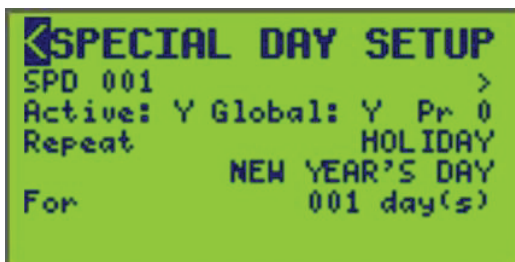 <SPECIAL DAY SETUP
SPD 001 >
Active: Y Global: Y Pr 0
Repeat HOLIDAY
NEW YEAR'S DAY
For 001 day(s)